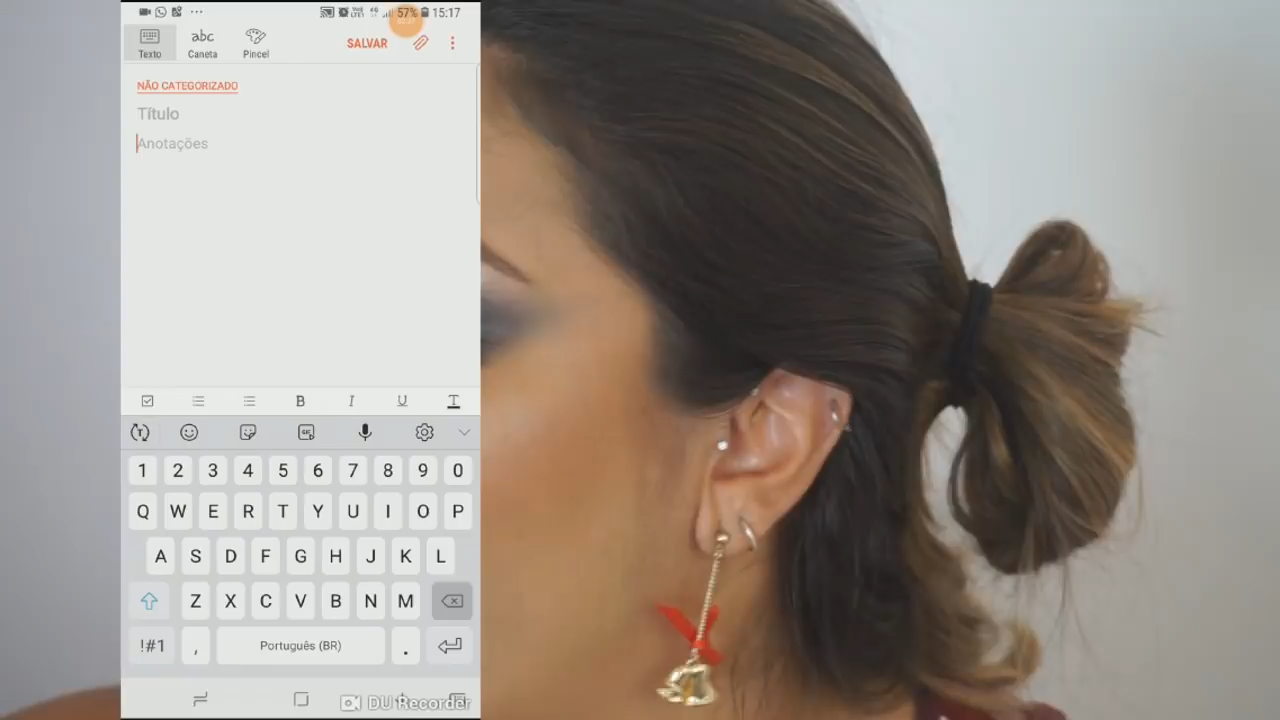 57% 15:17
Texto
abc
Caneta
Pincel
SALVAR
NÃO CATEGORIZADO
Título
Anotações
B I U T
1 2 3 4 5 6 7 8 9 0
Q W E R T Y U I O P
A S D F G H J K L
Z X C V B N M
!#1 , Português (BR) .
DU Recorder